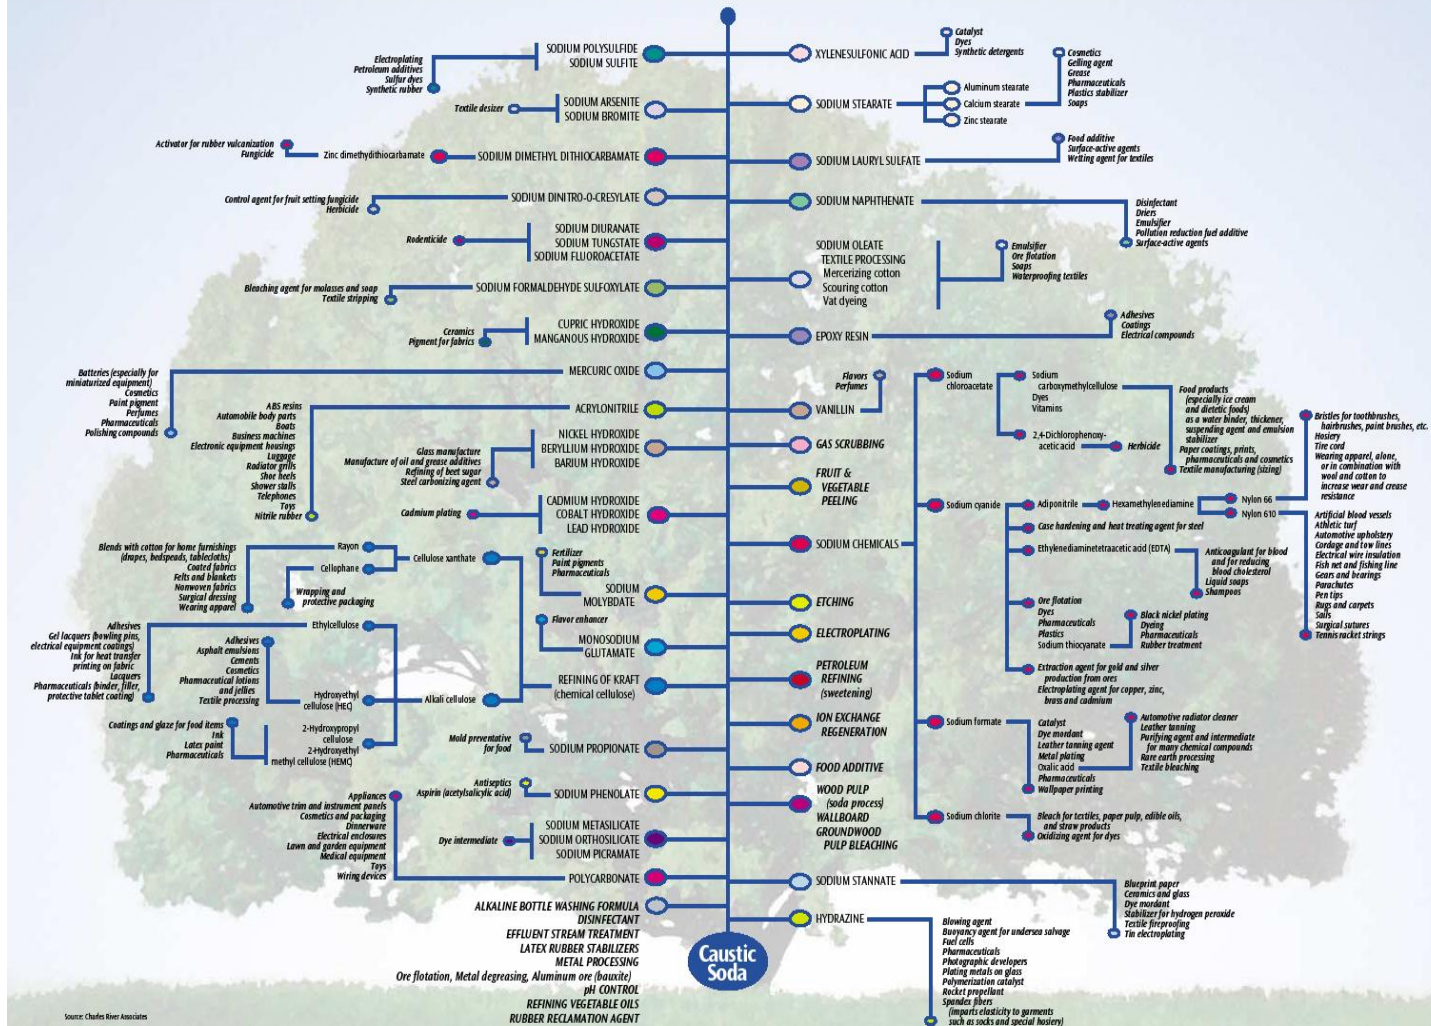 SODIUM POLYSULFIDE
SODIUM SULFITE
Electroplating
Petroleum additives
Sulfur dyes
Synthetic rubber
SODIUM ARSENITE
SODIUM BROMITE
Textile desizer
Activator for rubber vulcanization
Fungicide
Zinc dimethydithiocarbamate
SODIUM DIMETHYL DITHIOCARBAMATE
SODIUM DINITRO-O-CRESYLATE
Control agent for fruit setting fungicide
Herbicide
SODIUM DIURANATE
SODIUM TUNGSTATE
SODIUM FLUOROACETATE
Rodenticide
Bleaching agent for molasses and soap
Textile stripping
SODIUM FORMALDEHYDE SULFOXYLATE
CUPRIC HYDROXIDE
MANGANOUS HYDROXIDE
Ceramics
Pigment for fabrics
MERCURIC OXIDE
Batteries (especially for
miniaturized equipment)
Cosmetics
Paint pigment
Perfumes
Pharmaceuticals
Polishing compounds
ACRYLONITRILE
ABS resins
Automobile body parts
Boats
Business machines
Electronic equipment housings
Luggage
Radiator grills
Shoe heels
Shower stalls
Telephones
Toys
Nitrile rubber
NICKEL HYDROXIDE
BERYLLIUM HYDROXIDE
BARIUM HYDROXIDE
Glass manufacture
Manufacture of oil and grease additives
Refining of beet sugar
Steel carbonizing agent
CADMIUM HYDROXIDE
COBALT HYDROXIDE
LEAD HYDROXIDE
Cadmium plating
Blends with cotton for home furnishings
(drapes, bedspeads, tablecloths)
Coated fabrics
Felts and blankets
Nonwoven fabrics
Surgical dressing
Wearing apparel
Rayon
Cellophane
Cellulose xanthate
Wrapping and
protective packaging
Fertilizer
Paint pigments
Pharmaceuticals
SODIUM
MOLYBDATE
Flavor enhancer
MONOSODIUM
GLUTAMATE
Adhesives
Gel lacquers (bowling pins,
electrical equipment coatings)
Ink for heat transfer
printing on fabric
Lacquers
Pharmaceuticals (binder, filler,
protective tablet coating)
Ethylcellulose
Adhesives
Asphalt emulsions
Cements
Cosmetics
Pharmaceutical lotions
and jellies
Textile processing
Hydroxyethyl
cellulose (HEC)
Alkali cellulose
REFINING OF KRAFT
(chemical cellulose)
Coatings and glaze for food items
Ink
Latex paint
Pharmaceuticals
2-Hydroxypropyl
cellulose
2-Hydroxyethyl
methyl cellulose (HEMC)
Mold preventative
for food
SODIUM PROPIONATE
Antiseptics
Aspirin (acetylsalicylic acid)
SODIUM PHENOLATE
Appliances
Automotive trim and instrument panels
Cosmetics and packaging
Dinnerware
Electrical enclosures
Lawn and garden equipment
Medical equipment
Toys
Wiring devices
Dye intermediate
SODIUM METASILICATE
SODIUM ORTHOSILICATE
SODIUM PICRAMATE
POLYCARBONATE
ALKALINE BOTTLE WASHING FORMULA
DISINFECTANT
EFFLUENT STREAM TREATMENT
LATEX RUBBER STABILIZERS
METAL PROCESSING
Ore flotation, Metal degreasing, Aluminum ore (bauxite)
pH CONTROL
REFINING VEGETABLE OILS
RUBBER RECLAMATION AGENT
Source: Charles River Associates
Caustic
Soda
XYLENESULFONIC ACID
Catalyst
Dyes
Synthetic detergents
SODIUM STEARATE
Aluminum stearate
Calcium stearate
Zinc stearate
Cosmetics
Gelling agent
Grease
Pharmaceuticals
Plastics stabilizer
Soaps
SODIUM LAURYL SULFATE
Food additive
Surface-active agents
Wetting agent for textiles
SODIUM NAPHTHENATE
Disinfectant
Driers
Emulsifier
Pollution reduction fuel additive
Surface-active agents
SODIUM OLEATE
TEXTILE PROCESSING
Mercerizing cotton
Scouring cotton
Vat dyeing
Emulsifier
Ore flotation
Soaps
Waterproofing textiles
EPOXY RESIN
Adhesives
Coatings
Electrical compounds
Flavors
Perfumes
VANILLIN
GAS SCRUBBING
FRUIT &
VEGETABLE
PEELING
SODIUM CHEMICALS
Sodium
chloroacetate
Sodium
carboxymethylcellulose
Dyes
Vitamins
2,4-Dichlorophenoxy-
acetic acid
Herbicide
Food products
(especially ice cream
and dietetic foods)
as a water binder, thickener,
suspending agent and emulsion
stabilizer
Paper coatings, prints,
pharmaceuticals and cosmetics
Textile manufacturing (sizing)
Sodium cyanide
Adiponitrile
Hexamethylenediamine
Nylon 66
Nylon 610
Bristles for toothbrushes,
hairbrushes, paint brushes, etc.
Hosiery
Tire cord
Wearing apparel, alone,
or in combination with
wool and cotton to
increase wear and crease
resistance
Artificial blood vessels
Athletic turf
Automotive upholstery
Cordage and tow lines
Electrical wire insulation
Fish net and fishing line
Gears and bearings
Parachutes
Pen tips
Rugs and carpets
Sails
Surgical sutures
Tennis racket strings
Case hardening and heat treating agent for steel
Ethylenediaminetetraacetic acid (EDTA)
Anticoagulant for blood
and for reducing
blood cholesterol
Liquid soaps
Shampoos
Ore flotation
Dyes
Pharmaceuticals
Plastics
Sodium thiocyanate
Black nickel plating
Dyeing
Pharmaceuticals
Rubber treatment
Extraction agent for gold and silver
production from ores
Electroplating agent for copper, zinc,
brass and cadmium
ETCHING
ELECTROPLATING
PETROLEUM
REFINING
(sweetening)
ION EXCHANGE
REGENERATION
FOOD ADDITIVE
WOOD PULP
(soda process)
WALLBOARD
GROUNDWOOD
PULP BLEACHING
Sodium formate
Catalyst
Dye mordant
Leather tanning agent
Metal plating
Oxalic acid
Pharmaceuticals
Wallpaper printing
Automotive radiator cleaner
Leather tanning
Purifying agent and intermediate
for many chemical compounds
Rare earth processing
Textile bleaching
Sodium chlorite
Bleach for textiles, paper pulp, edible oils,
and straw products
Oxidizing agent for dyes
SODIUM STANNATE
Blueprint paper
Ceramics and glass
Dye mordant
Stabilizer for hydrogen peroxide
Textile fireproofing
Tin electroplating
HYDRAZINE
Blowing agent
Buoyancy agent for undersea salvage
Fuel cells
Pharmaceuticals
Photographic developers
Plating metals on glass
Polymerization catalyst
Rocket propellant
Spandex fibers
(imparts elasticity to garments
such as socks and special hosiery)